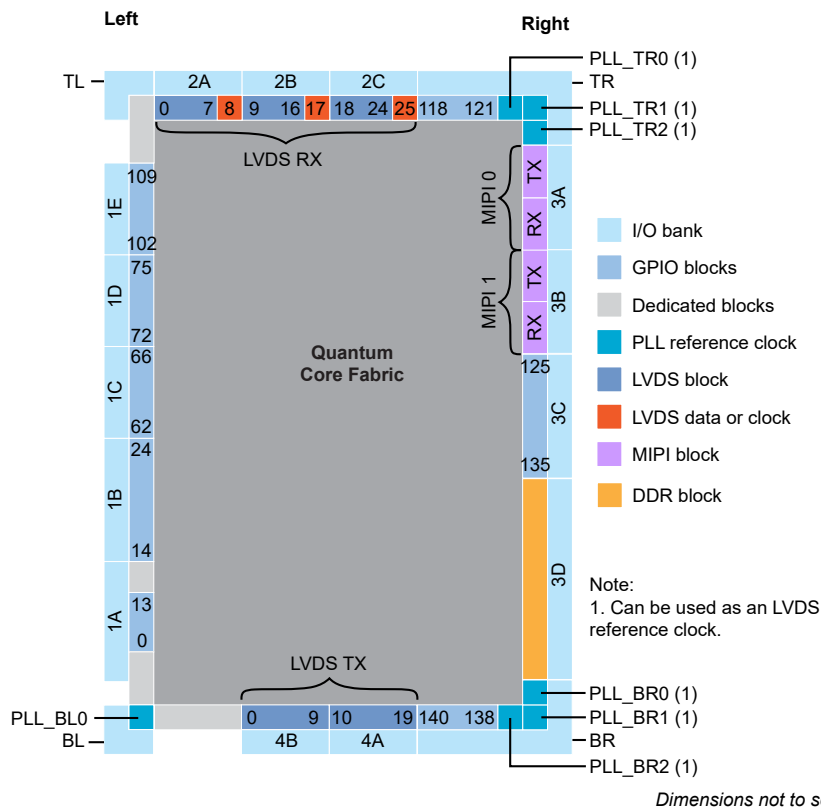 Left
Right
PLL_TR0 (1)
TL
2A
2B
2C
TR
0
7
8
9
16
17
18
24
25
118
121
PLL_TR1 (1)
PLL_TR2 (1)
LVDS RX
109
1E
102
MIPI 0
TX
RX
3A
75
1D
72
MIPI 1
TX
RX
3B
I/O bank
GPIO blocks
Dedicated blocks
PLL reference clock
LVDS block
LVDS data or clock
MIPI block
DDR block
66
1C
62
Quantum
Core Fabric
125
3C
135
24
1B
14
3D
13
1A
0
Note:
1. Can be used as an LVDS
reference clock.
LVDS TX
PLL_BR0 (1)
PLL_BL0
0
9
10
19
140
138
PLL_BR1 (1)
BL
4B
4A
BR
PLL_BR2 (1)
Dimensions not to s